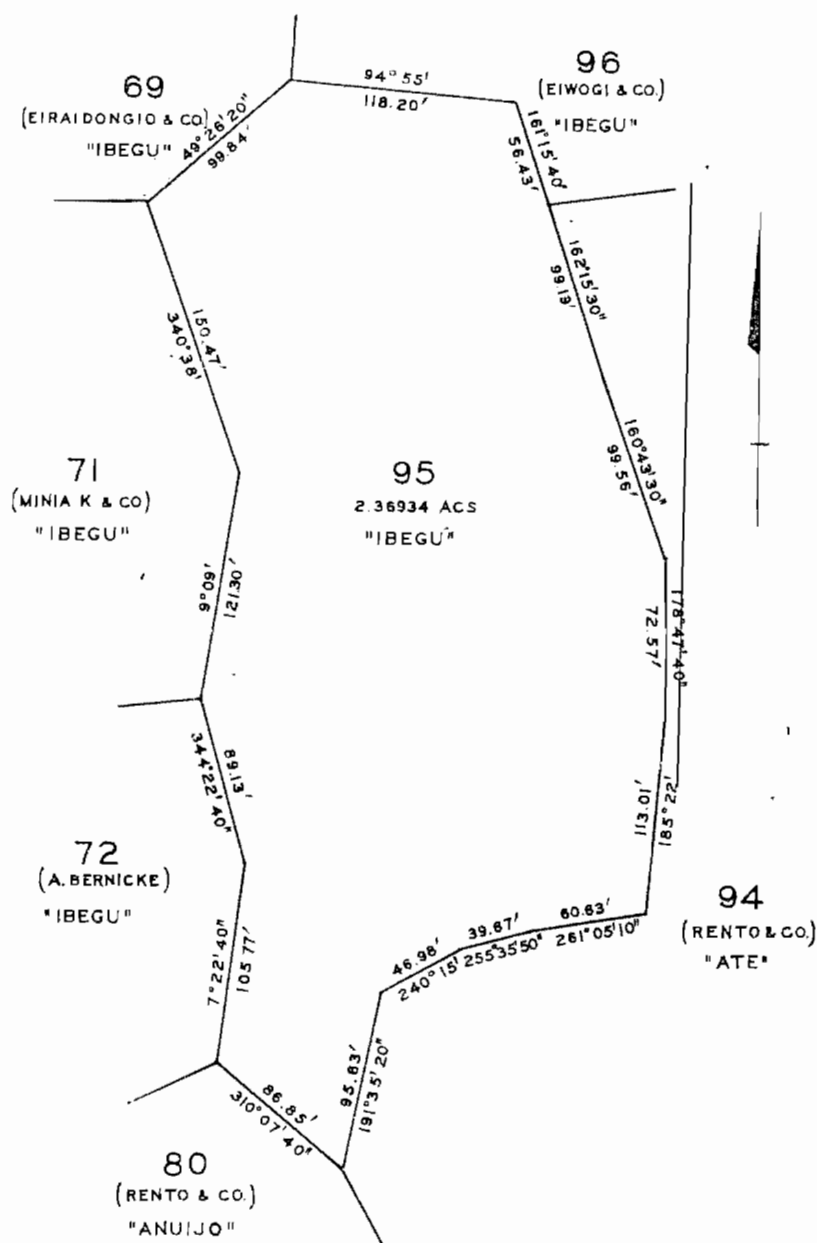 69
(EIRAIDONGIO & CO.)
"IBEGU"
49°26'20"
99.84'
94°55'
118.20'
96
(EIWOGI & CO.)
"IBEGU"
161°15'40"
56.43'
162°15'30"
99.19'
150.47'
340°38'
160°43'30"
99.56'
71
(MINIA K & CO)
"IBEGU"
95
2.36934 ACS
"IBEGU"
9°09'
121.30'
72.57'
178°47'40"
89.13'
344°22'40"
113.01'
185°22'
72
(A. BERNICKE)
"IBEGU"
94
(RENTO & CO.)
"ATE"
46.98'
240°15'
39.67'
255°35'50"
60.63'
261°05'10"
7°22'40"
105.77'
95.83'
191°35'20"
86.85'
310°07'40"
80
(RENTO & CO.)
"ANUIJO"